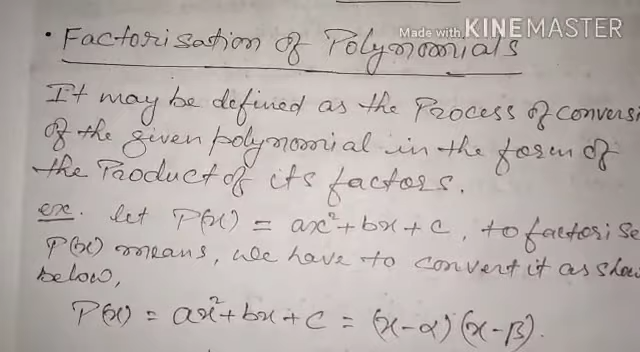 Made with KINEMASTER
• Factorisation of Polynomials
It may be defined as the Process of conversi
of the given polynomial in the form of
the Product of its factors.
ex. let P(x) = ax² + bx + c, to factorise
P(x) means, we have to convert it as show
below,
P(x) = ax² + bx + c = (x-α) (x-β).